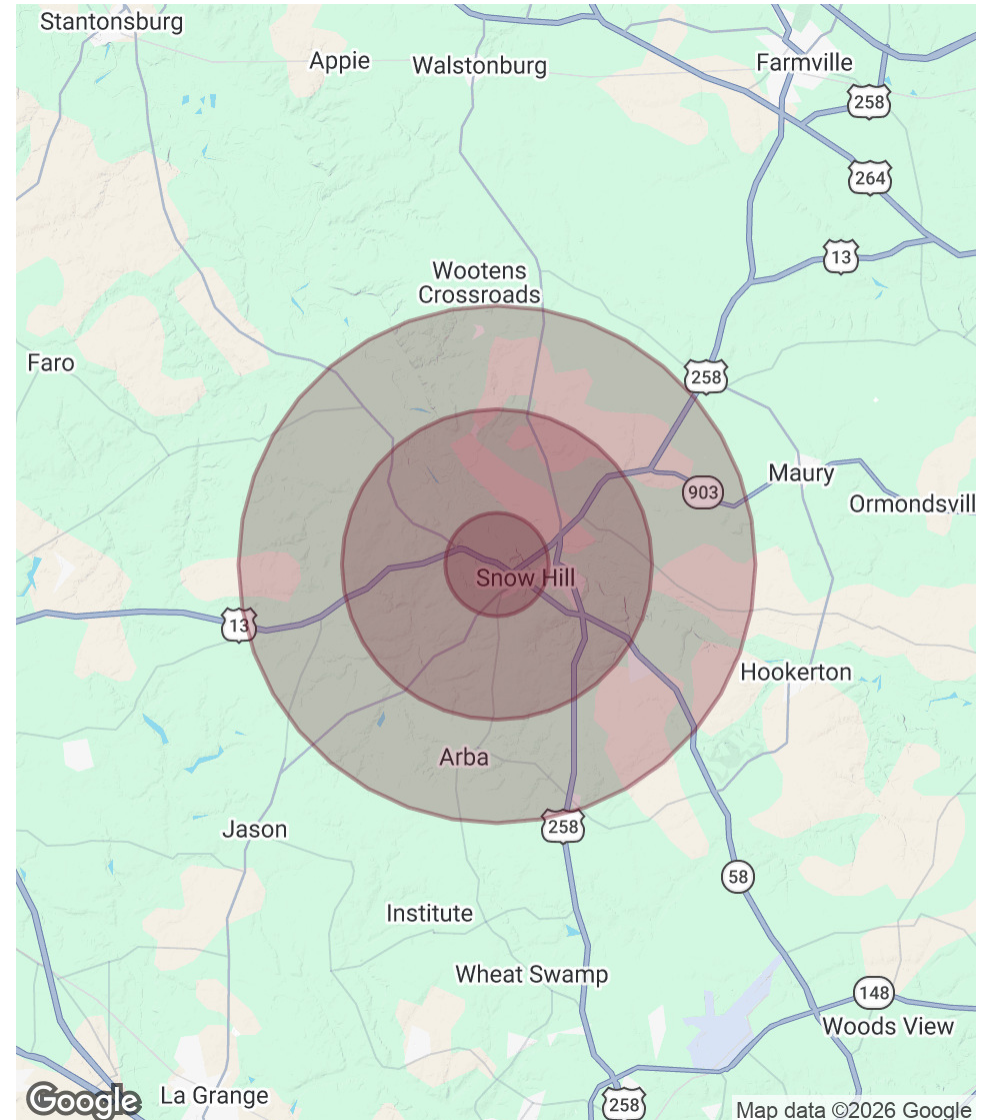 Stantonsburg
Appie
Walstonburg
Farmville
258
264
13
Wootens
Crossroads
Faro
258
Maury
903
Ormondsvill
Snow Hill
13
Hookerton
Arba
Jason
258
58
Institute
Wheat Swamp
148
Woods View
La Grange
258
Google
Map data ©2026 Google